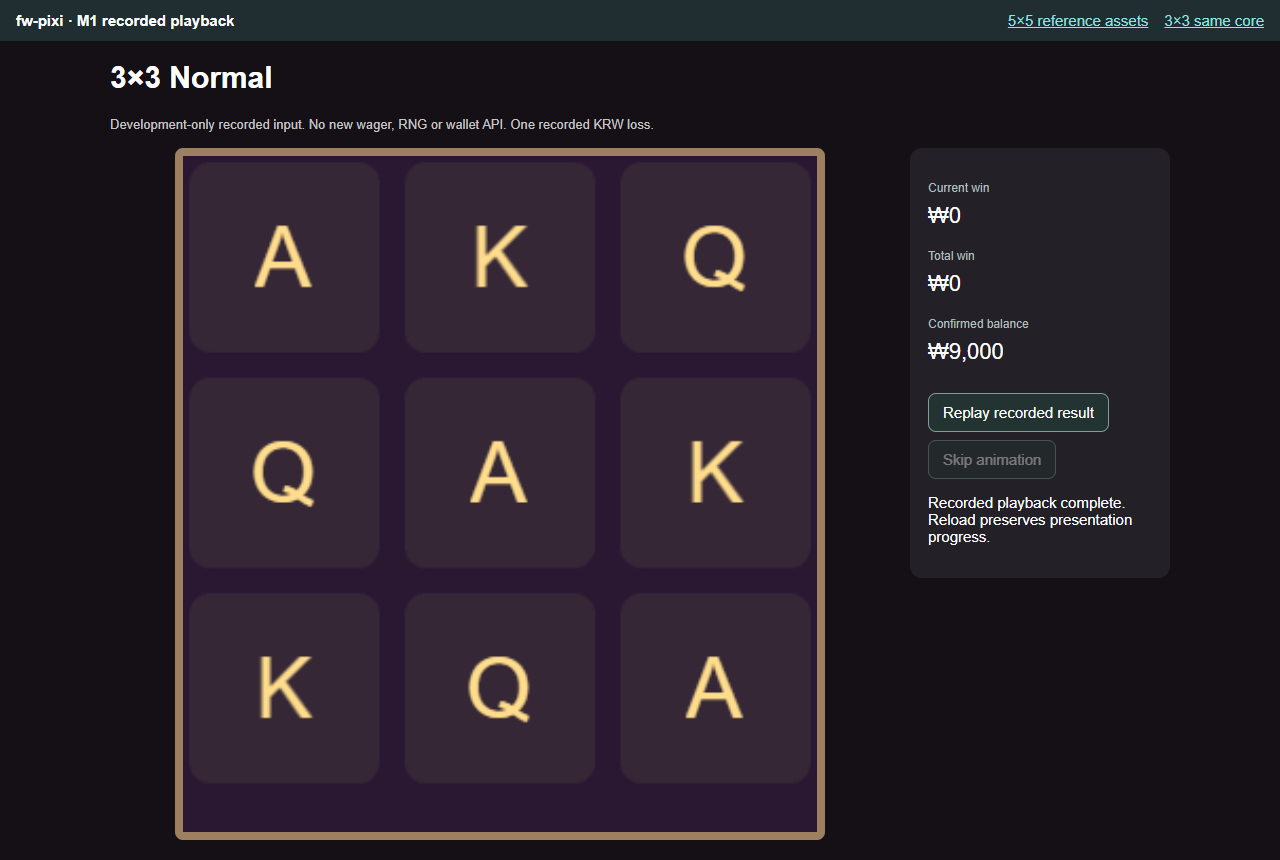 fw-pixi · M1 recorded playback
5×5 reference assets
3×3 same core
3×3 Normal
Development-only recorded input. No new wager, RNG or wallet API. One recorded KRW loss.
A K Q
Q A K
K Q A
Current win
₩0
Total win
₩0
Confirmed balance
₩9,000
Replay recorded result
Skip animation
Recorded playback complete.
Reload preserves presentation
progress.